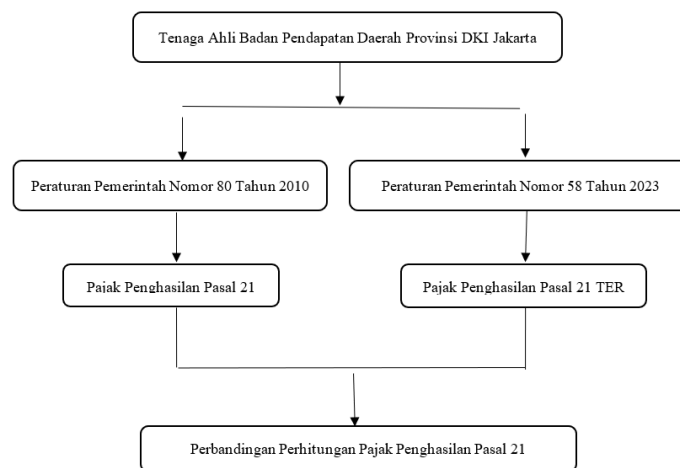 Tenaga Ahli Badan Pendapatan Daerah Provinsi DKI Jakarta
Peraturan Pemerintah Nomor 80 Tahun 2010
Peraturan Pemerintah Nomor 58 Tahun 2023
Pajak Penghasilan Pasal 21
Pajak Penghasilan Pasal 21 TER
Perbandingan Perhitungan Pajak Penghasilan Pasal 21